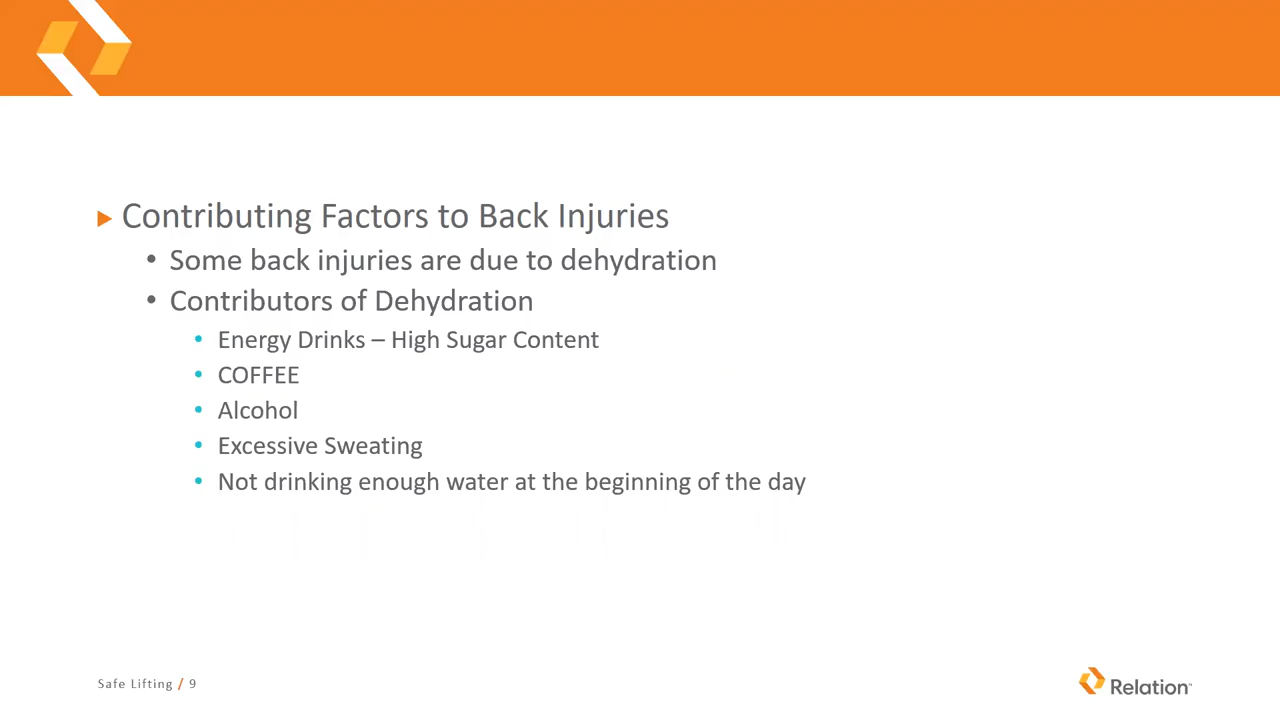 Contributing Factors to Back Injuries
• Some back injuries are due to dehydration
• Contributors of Dehydration
• Energy Drinks – High Sugar Content
• COFFEE
• Alcohol
• Excessive Sweating
• Not drinking enough water at the beginning of the day
Safe Lifting / 9
Relation™